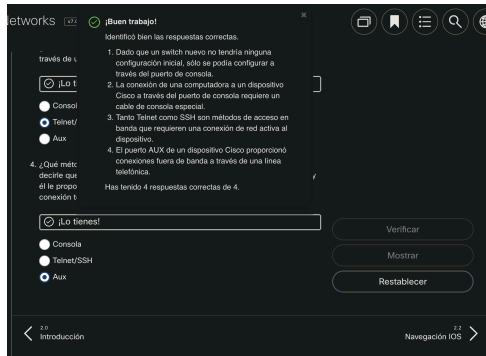 etworks
¡Buen trabajo!
Identificó bien las respuestas correctas.
1. Dado que un switch nuevo no tendría ninguna
configuración inicial, sólo se podía configurar a
través del puerto de consola.
2. La conexión de una computadora a un dispositivo
Cisco a través del puerto de consola requiere un
cable de consola especial.
3. Tanto Telnet como SSH son métodos de acceso en
banda que requieren una conexión de red activa al
dispositivo.
4. El puerto AUX de un dispositivo Cisco proporcionó
conexiones fuera de banda a través de una línea
telefónica.
Has tenido 4 respuestas correctas de 4.
través de
¡Lo t
Consol
Telnet/
Aux
4. ¿Qué méto
decirle que
él le propo
conexión t
¡Lo tienes!
Consola
Telnet/SSH
Aux
Verificar
Mostrar
Restablecer
2.0
Introducción
2.2
Navegación IOS